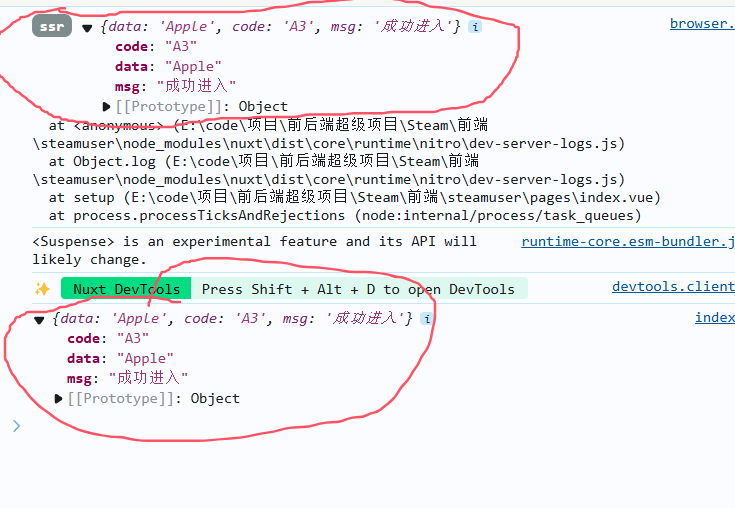 ssr ▼ {data: 'Apple', code: 'A3', msg: '成功进入'} i browser.
code: "A3"
data: "Apple"
msg: "成功进入"
▶ [[Prototype]]: Object
at <anonymous> (E:\code\项目\前后端超级项目\Steam\前端
\steamuser\node_modules\nuxt\dist\core\runtime\nitro\dev-server-logs.js)
at Object.log (E:\code\项目\前后端超级项目\Steam\前端
\steamuser\node_modules\nuxt\dist\core\runtime\nitro\dev-server-logs.js)
at setup (E:\code\项目\前后端超级项目\Steam\前端\steamuser\pages\index.vue)
at process.processTicksAndRejections (node:internal/process/task_queues)
<Suspense> is an experimental feature and its API will runtime-core.esm-bundler.j
likely change.
✨ Nuxt DevTools Press Shift + Alt + D to open DevTools devtools.client
▼ {data: 'Apple', code: 'A3', msg: '成功进入'} i index
code: "A3"
data: "Apple"
msg: "成功进入"
▶ [[Prototype]]: Object